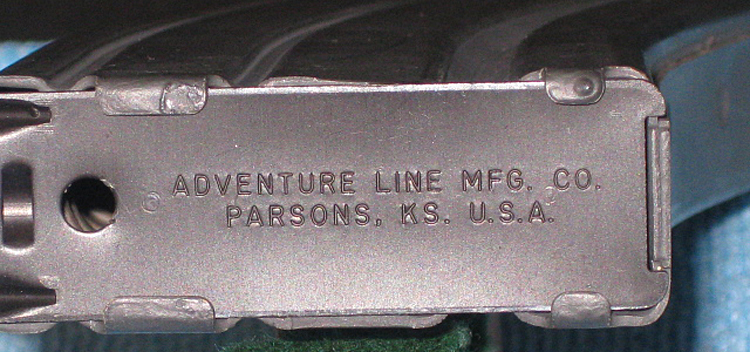 ADVENTURE LINE MFG. CO.
PARSONS, KS. U.S.A.